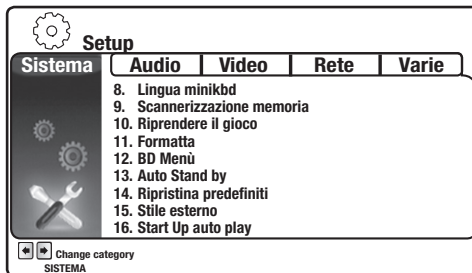 Setup
Sistema Audio Video Rete Varie
8. Lingua minikbd
9. Scannerizzazione memoria
10. Riprendere il gioco
11. Formatta
12. BD Menù
13. Auto Stand by
14. Ripristina predefiniti
15. Stile esterno
16. Start Up auto play
Change category
SISTEMA